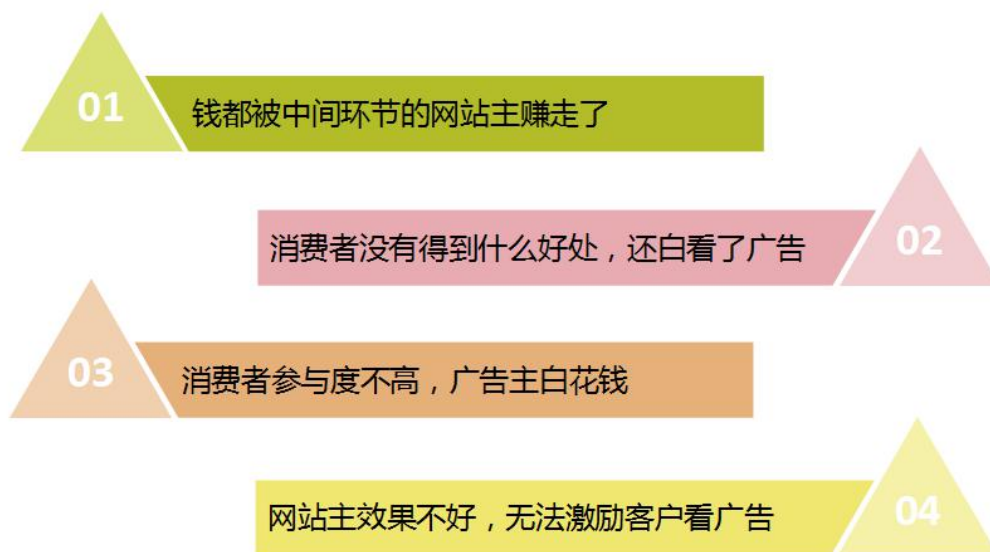 01
钱都被中间环节的网站主赚走了
消费者没有得到什么好处，还白看了广告
02
03
消费者参与度不高，广告主白花钱
网站主效果不好，无法激励客户看广告
04